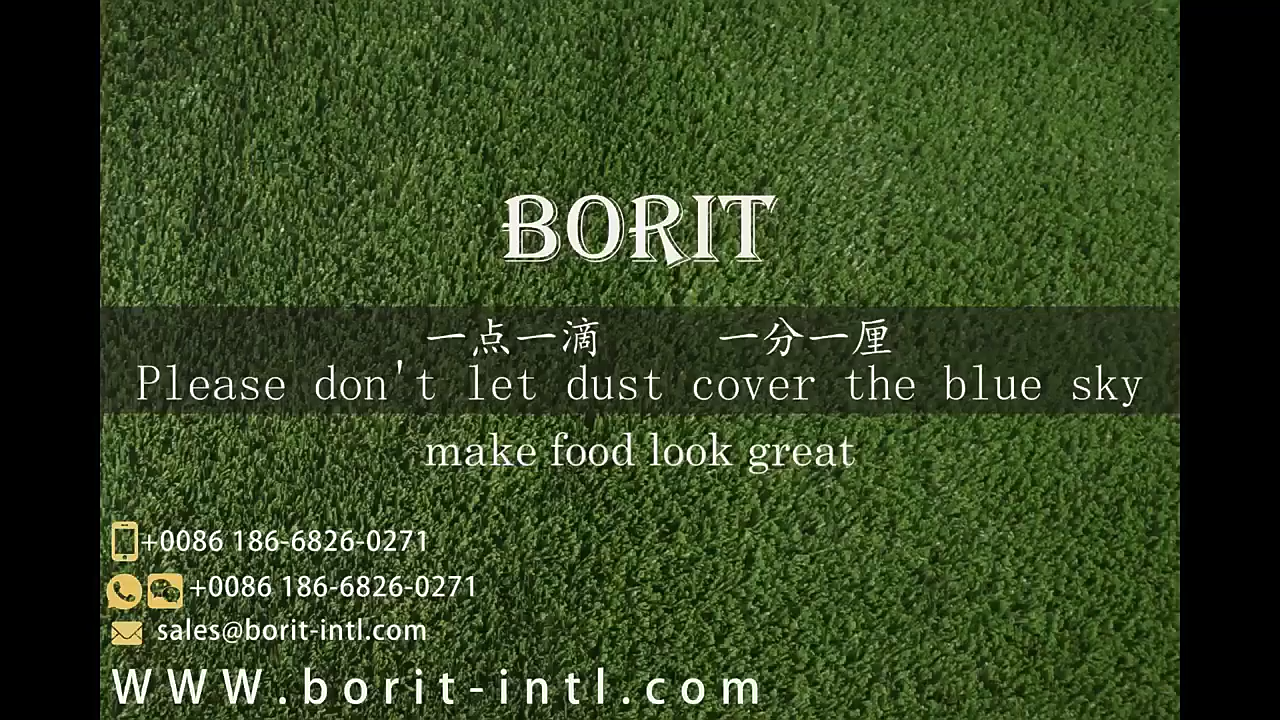 BORIT
一点一滴 一分一厘
Please don't let dust cover the blue sky
make food look great
+0086 186-6826-0271
+0086 186-6826-0271
sales@borit-intl.com
WWW.borit-intl.com